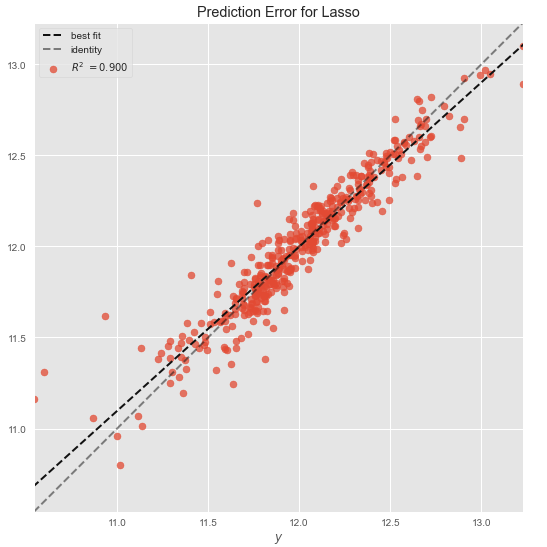 Prediction Error for Lasso
best fit
identity
R² = 0.900
13.0
12.5
12.0
11.5
11.0
11.0 11.5 12.0 12.5 13.0
y